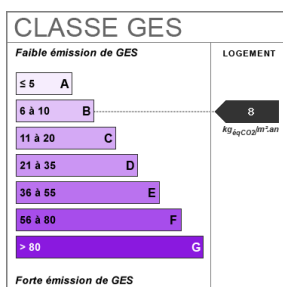 CLASSE GES
Faible émission de GES
LOGEMENT
≤ 5 A
6 à 10 B
8
kgéqCO2/m².an
11 à 20 C
21 à 35 D
36 à 55 E
56 à 80 F
> 80 G
Forte émission de GES